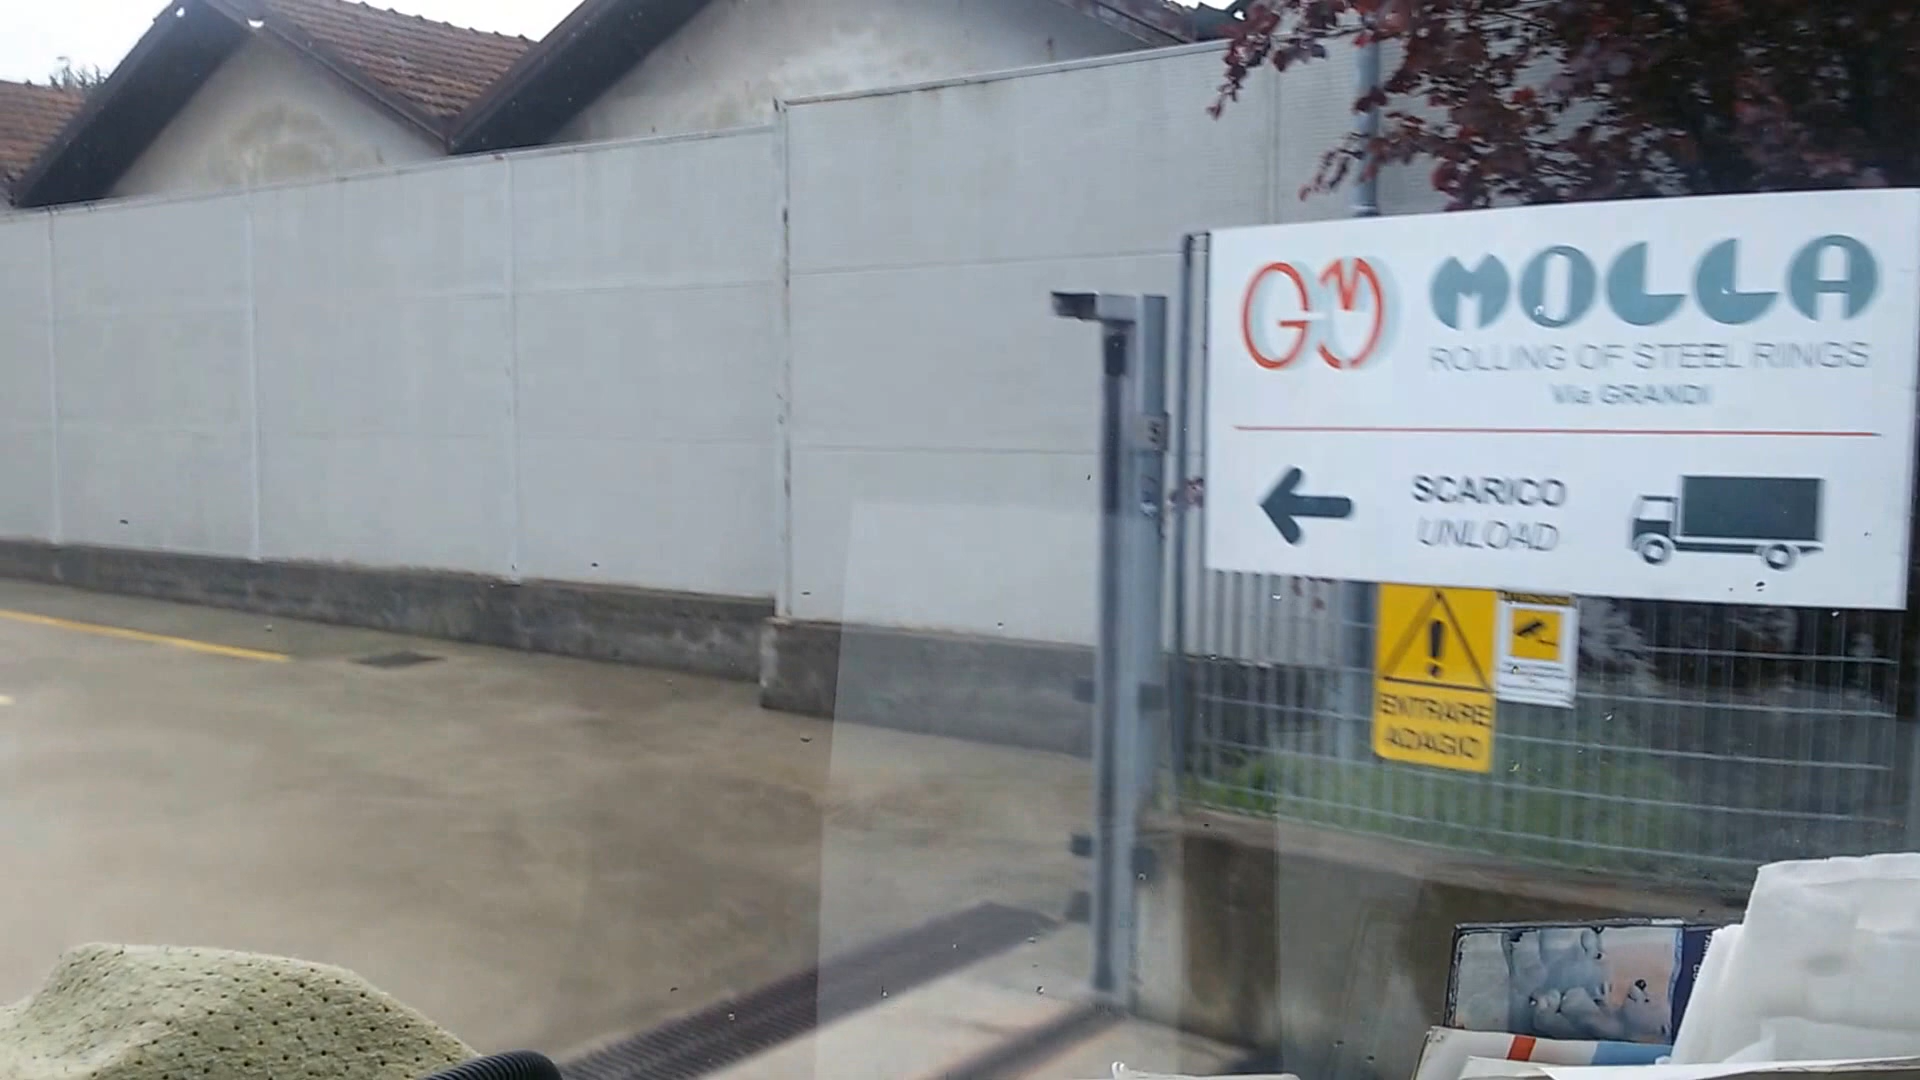 GM MOLLA
ROLLING OF STEEL RINGS
Via GRANDI
SCARICO
UNLOAD
ENTRARE
ADAGIO